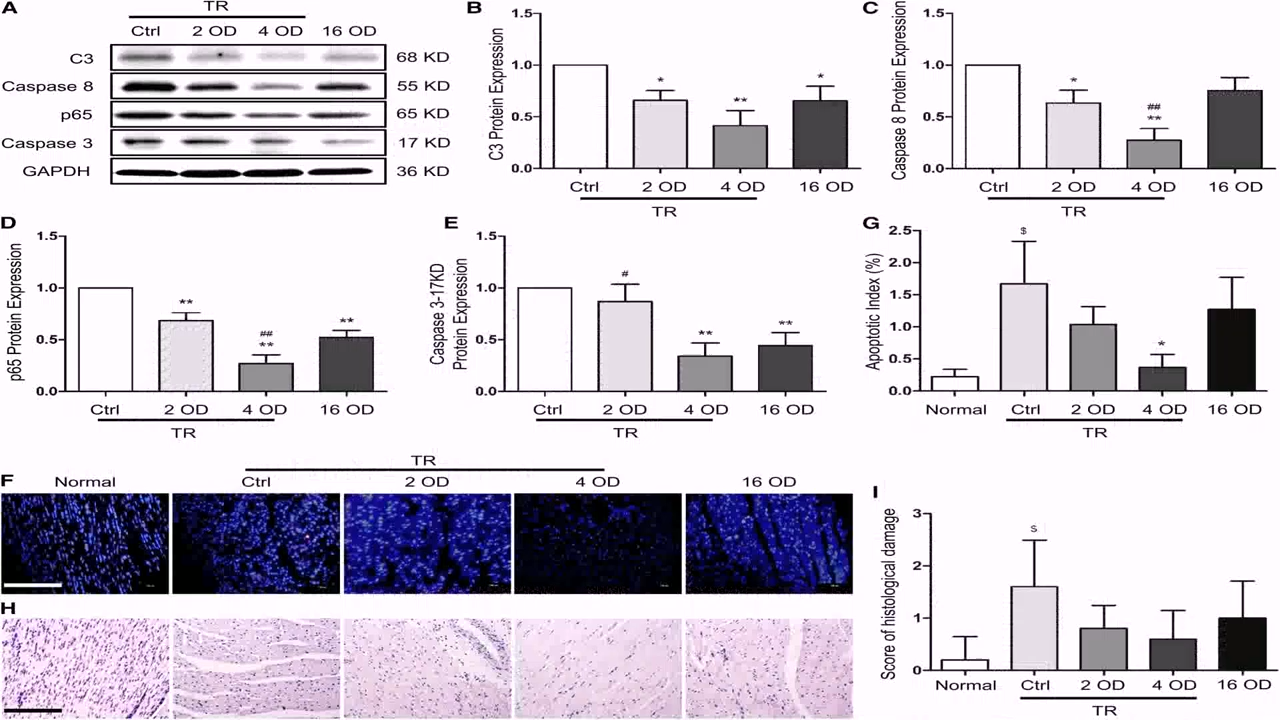 A
TR
Ctrl 2 OD 4 OD 16 OD
C3 68 KD
Caspase 8 55 KD
p65 65 KD
Caspase 3 17 KD
GAPDH 36 KD
B
C3 Protein Expression
1.5
1.0
0.5
0.0
* ** *
Ctrl 2 OD 4 OD 16 OD
TR
C
Caspase 8 Protein Expression
1.5
1.0
0.5
0.0
*
##
**
Ctrl 2 OD 4 OD 16 OD
TR
D
p65 Protein Expression
1.5
1.0
0.5
0.0
**
##
**
**
Ctrl 2 OD 4 OD 16 OD
TR
E
Caspase 3-17KD
Protein Expression
1.5
1.0
0.5
0.0
#
**
**
Ctrl 2 OD 4 OD 16 OD
TR
G
Apoptotic Index (%)
2.5
2.0
1.5
1.0
0.5
0.0
$
*
Normal Ctrl 2 OD 4 OD 16 OD
TR
F
TR
Normal Ctrl 2 OD 4 OD 16 OD
H
I
Score of histological damage
3
2
1
0
$
Normal Ctrl 2 OD 4 OD 16 OD
TR